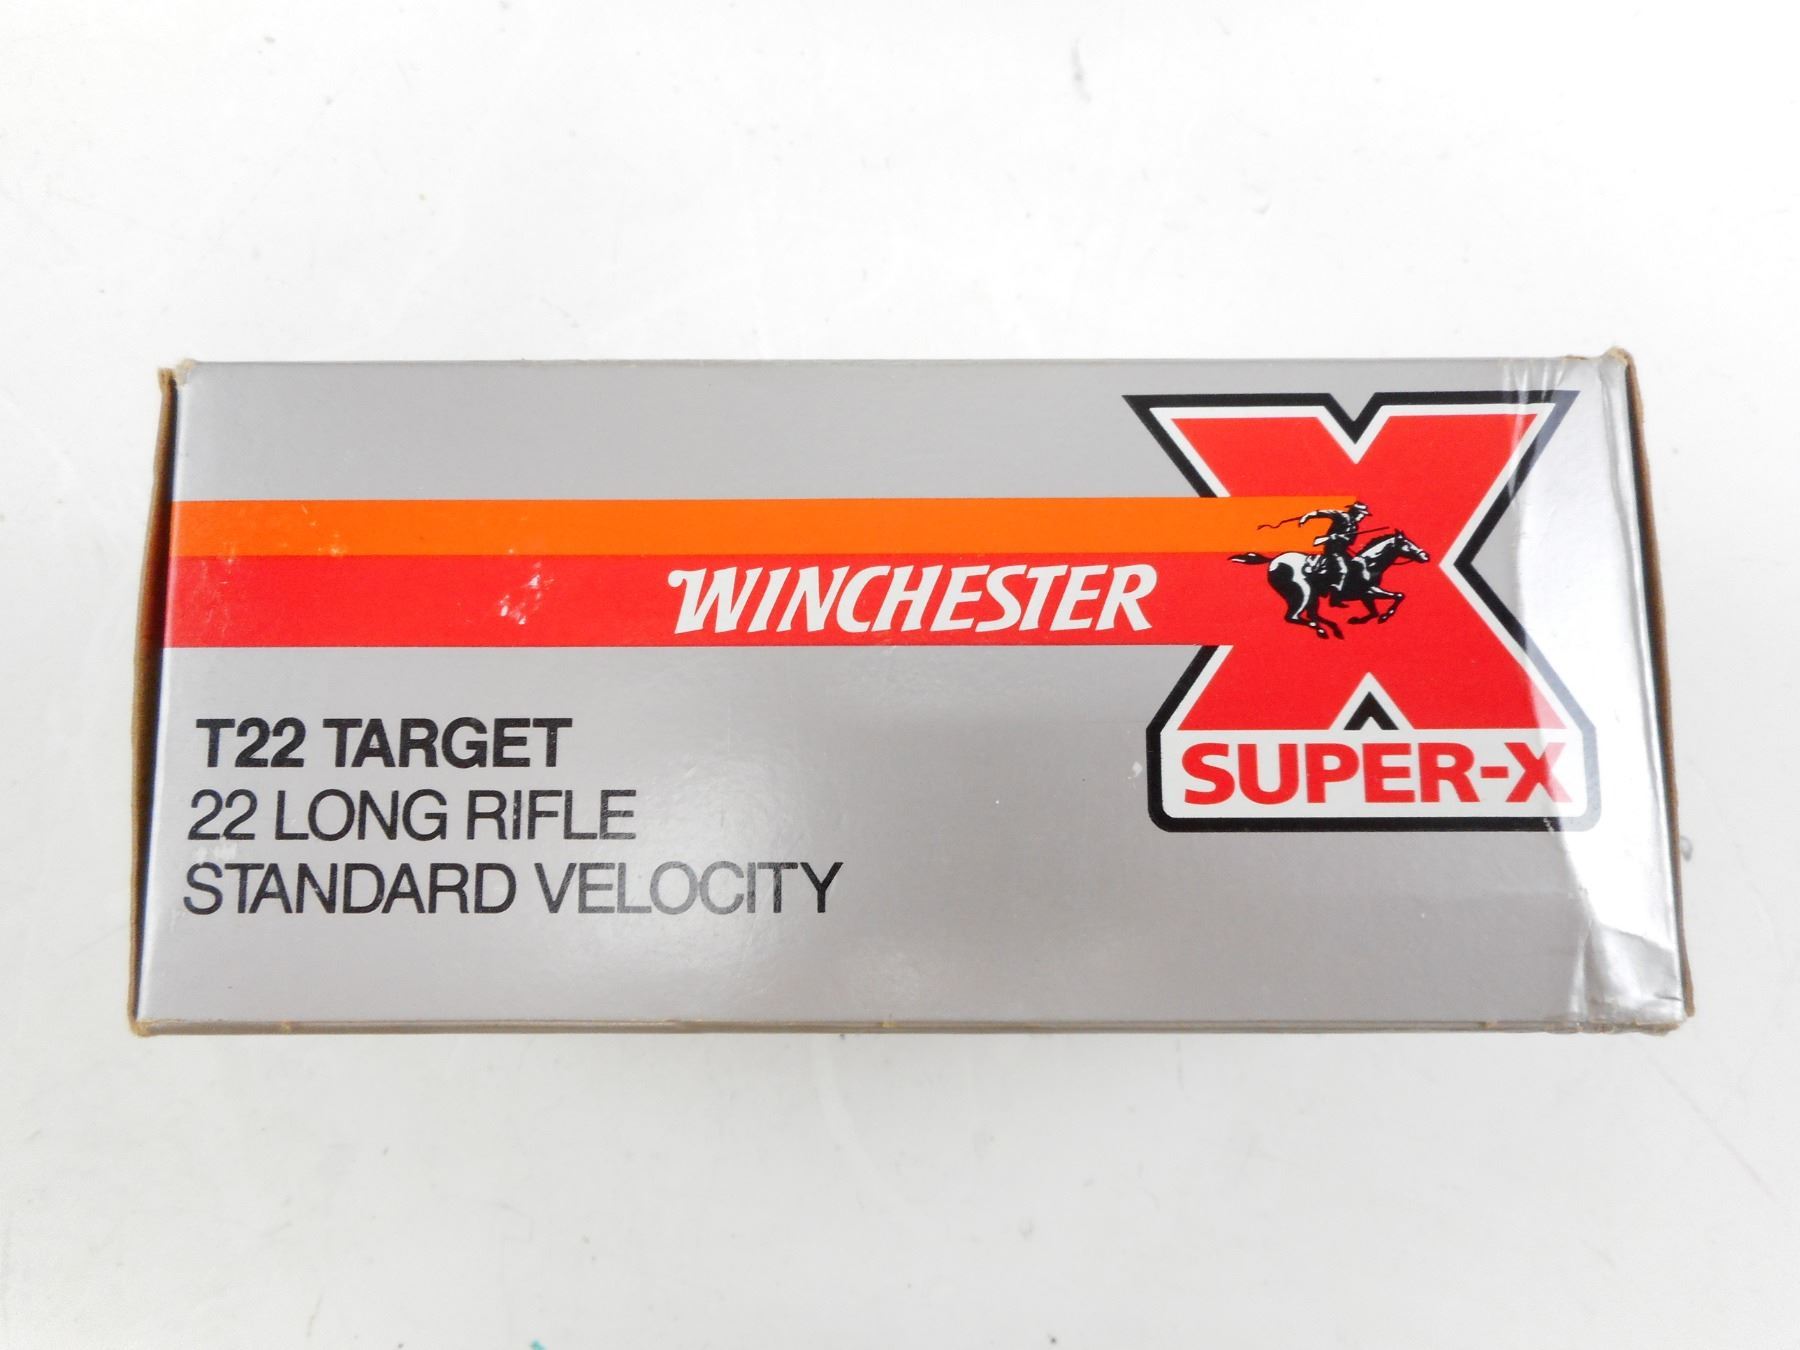 WINCHESTER
X
SUPER-X
T22 TARGET
22 LONG RIFLE
STANDARD VELOCITY